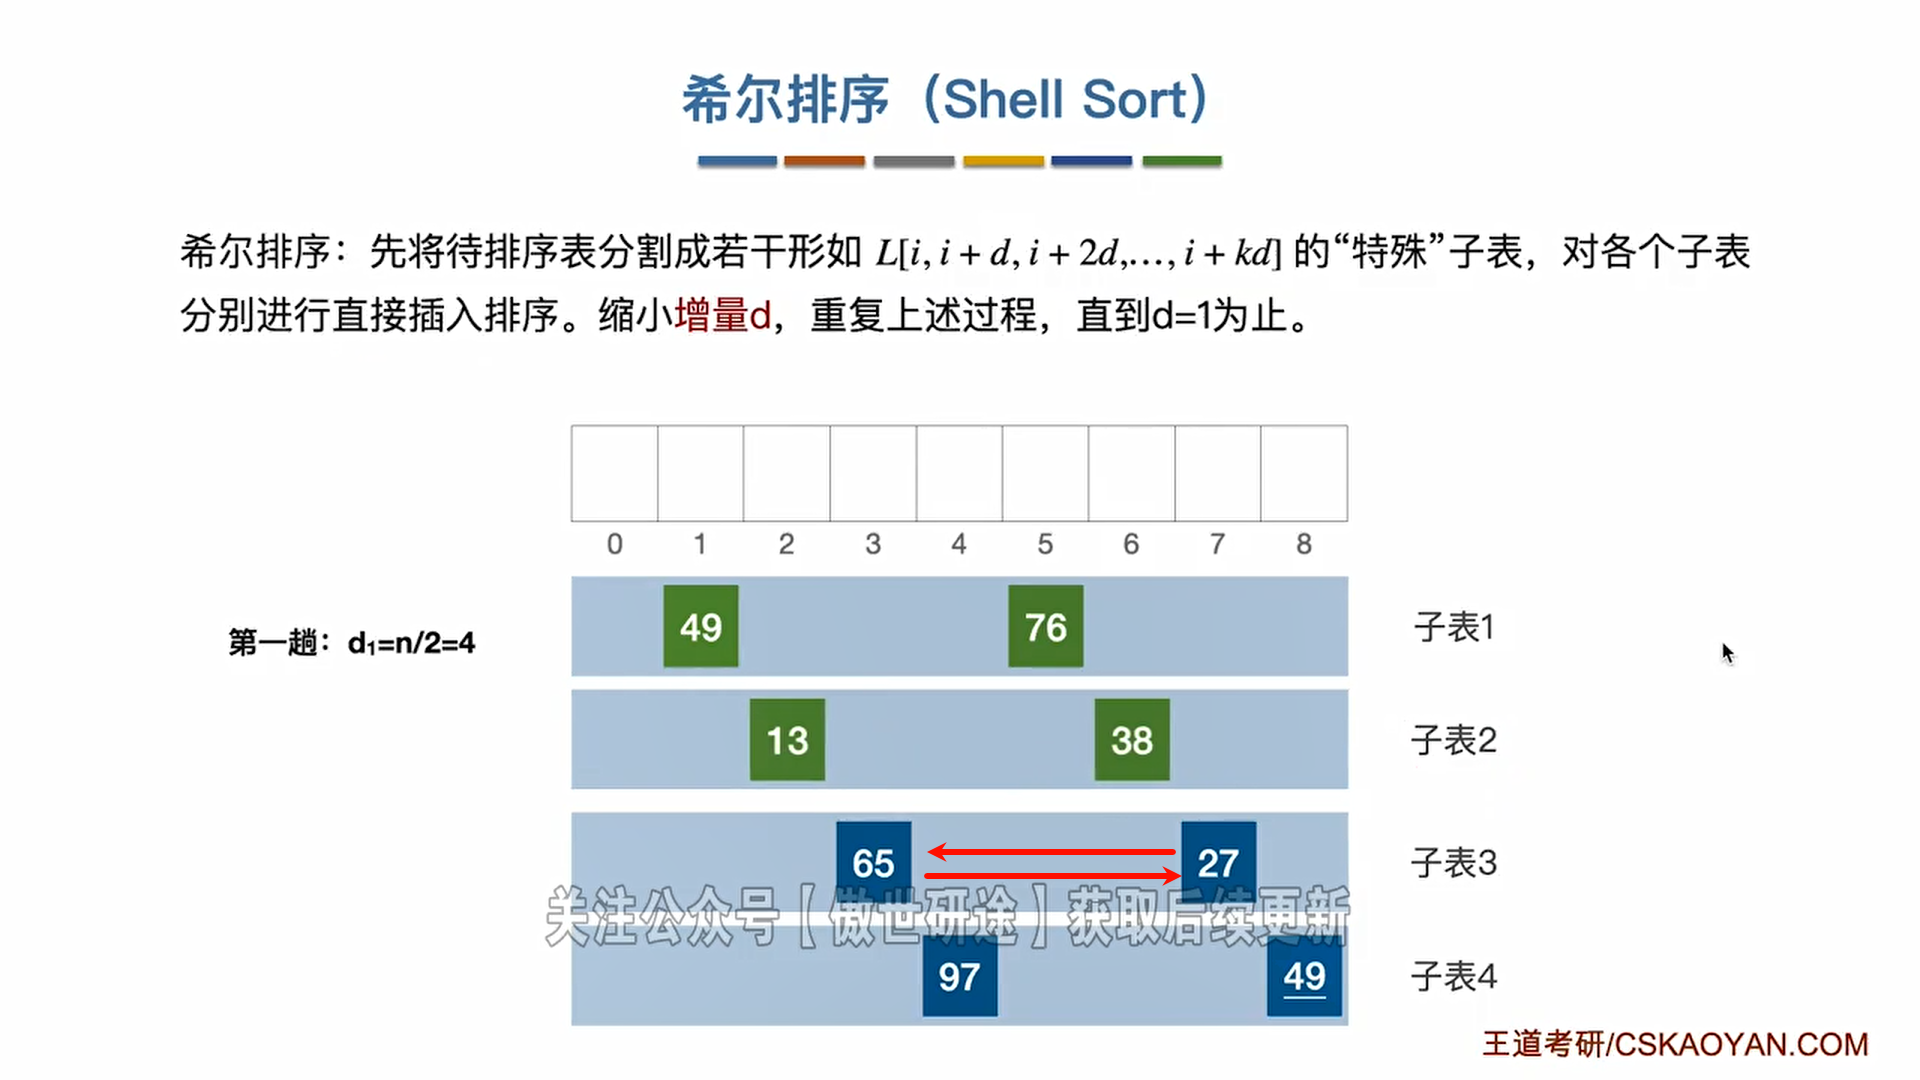 希尔排序（Shell Sort）
希尔排序：先将待排序表分割成若干形如 L[i, i + d, i + 2d,…, i + kd] 的“特殊”子表，对各个子表
分别进行直接插入排序。缩小增量d，重复上述过程，直到d=1为止。
0 1 2 3 4 5 6 7 8
第一趟：d₁=n/2=4
49 76 子表1
13 38 子表2
65 27 子表3
关注公众号【傲世研途】获取后续更新
97 49 子表4
王道考研/CSKAOYAN.COM